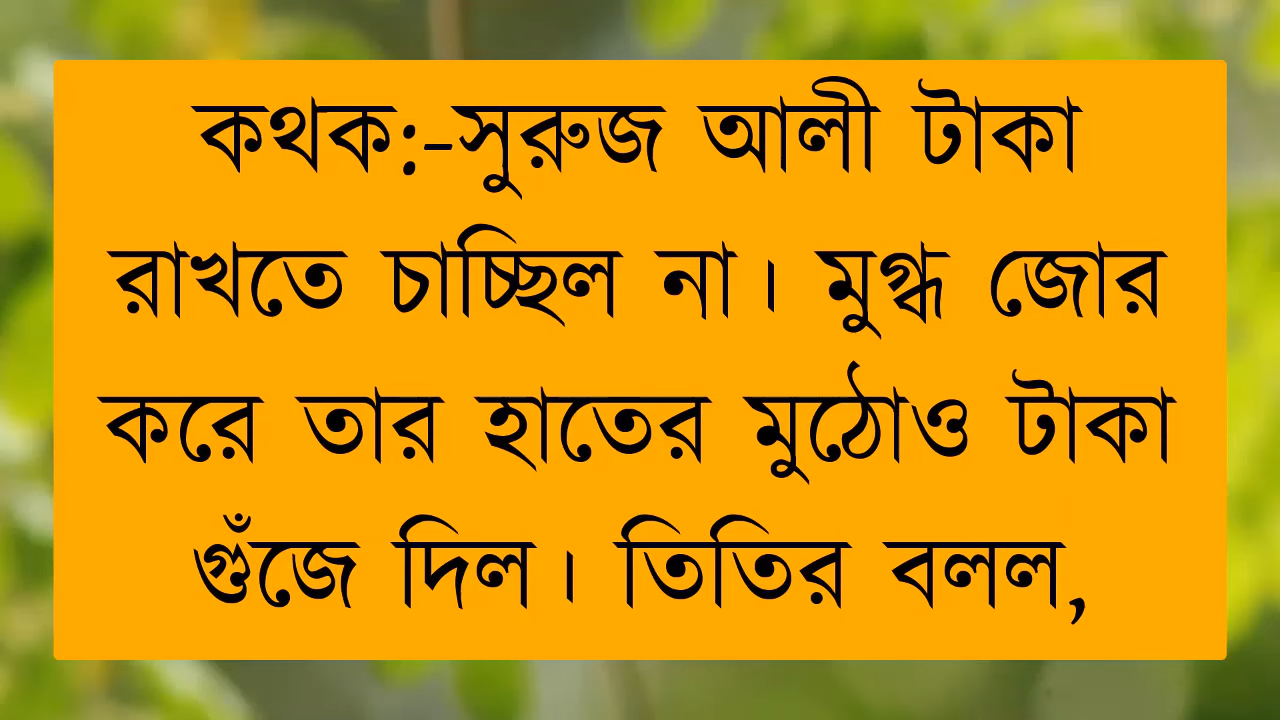 কথক:-সুরুজ আলী টাকা
রাখতে চাচ্ছিল না। মুগ্ধ জোর
করে তার হাতের মুঠোও টাকা
গুঁজে দিল। তিতির বলল,